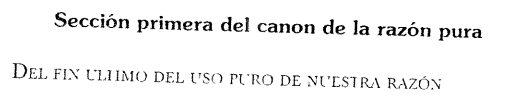 Sección primera del canon de la razón pura
DEL FIN ÚLTIMO DEL USO PURO DE NUESTRA RAZÓN